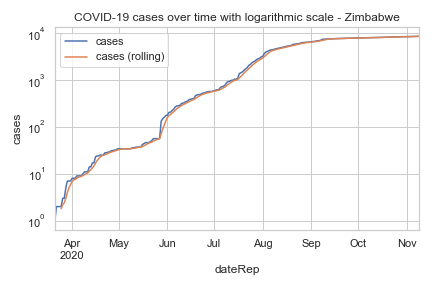 COVID-19 cases over time with logarithmic scale - Zimbabwe
cases
cases (rolling)
10^4
10^3
10^2
10^1
10^0
cases
Apr May Jun Jul Aug Sep Oct Nov
2020
dateRep